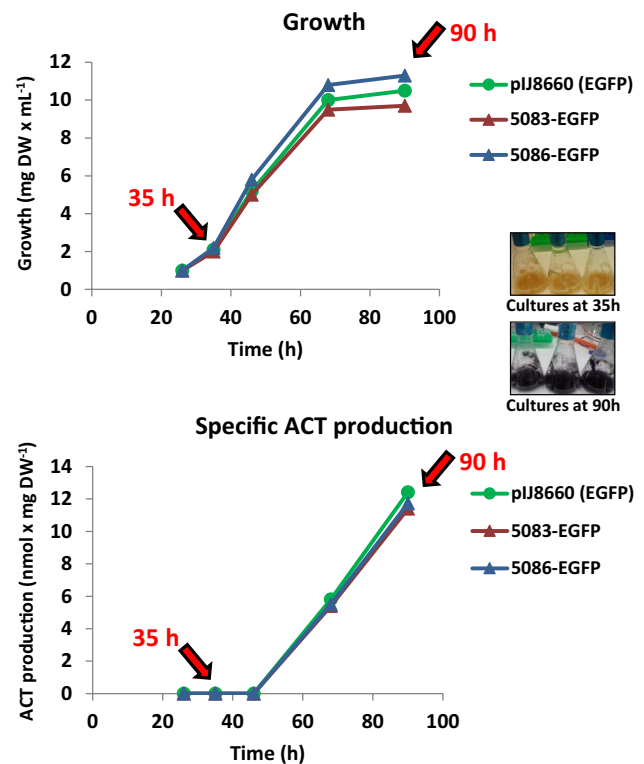 Growth
90 h
12
10
8
6
4
2
0
Growth (mg DW x mL-1)
35 h
0 20 40 60 80 100
Time (h)
pIJ8660 (EGFP)
5083-EGFP
5086-EGFP
Cultures at 35h
Cultures at 90h
Specific ACT production
90 h
14
12
10
8
6
4
2
0
ACT production (nmol x mg DW-1)
35 h
0 20 40 60 80 100
Time (h)
pIJ8660 (EGFP)
5083-EGFP
5086-EGFP